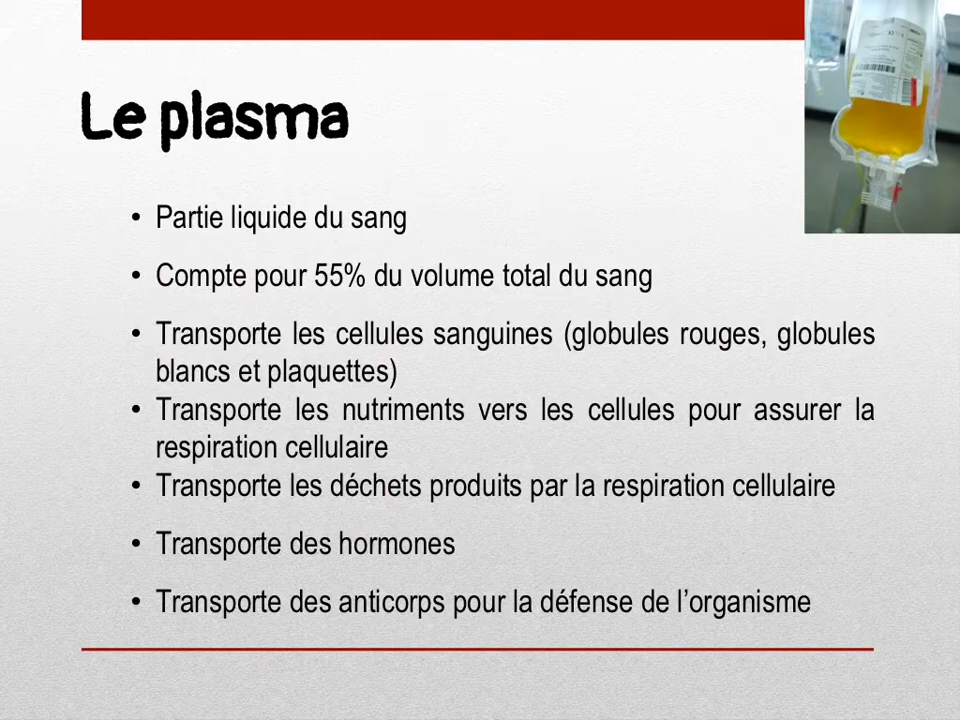 Le plasma
• Partie liquide du sang
• Compte pour 55% du volume total du sang
• Transporte les cellules sanguines (globules rouges, globules
blancs et plaquettes)
• Transporte les nutriments vers les cellules pour assurer la
respiration cellulaire
• Transporte les déchets produits par la respiration cellulaire
• Transporte des hormones
• Transporte des anticorps pour la défense de l’organisme